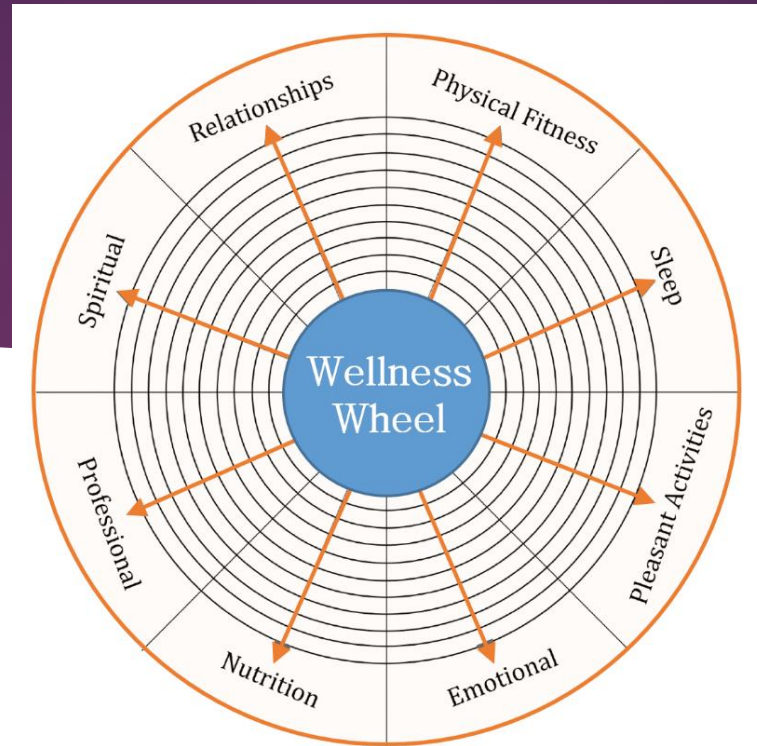 Wellness
Wheel
Physical Fitness
Sleep
Pleasant Activities
Emotional
Nutrition
Professional
Spiritual
Relationships